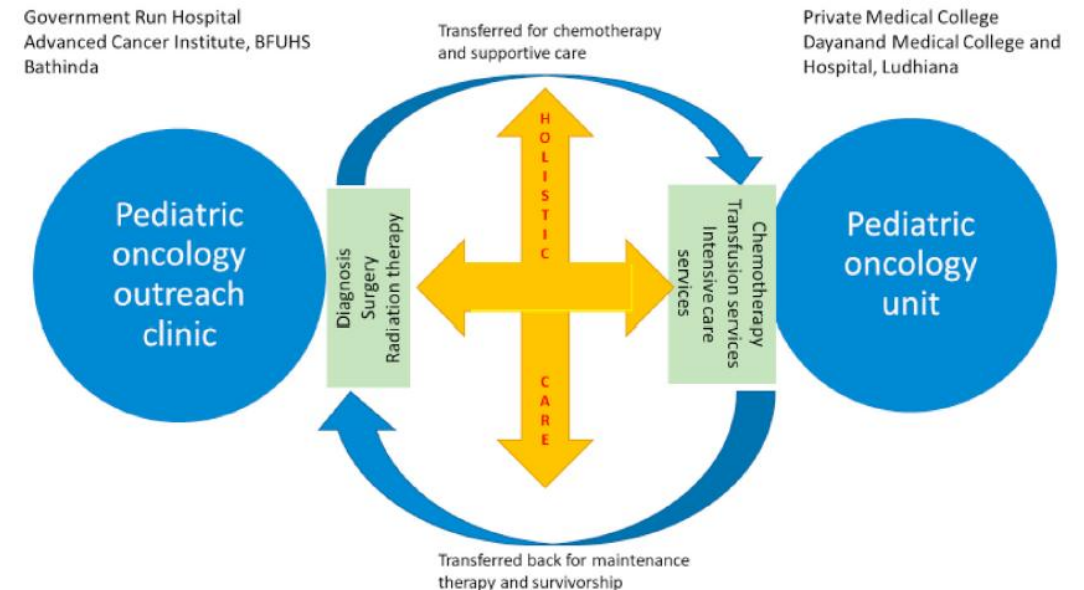 Government Run Hospital
Advanced Cancer Institute, BFUHS
Bathinda
Transferred for chemotherapy
and supportive care
Private Medical College
Dayanand Medical College and
Hospital, Ludhiana
Pediatric
oncology
outreach
clinic
Diagnosis
Surgery
Radiation therapy
HOLISTIC
CARE
Chemotherapy
Transfusion services
Intensive care
services
Pediatric
oncology
unit
Transferred back for maintenance
therapy and survivorship